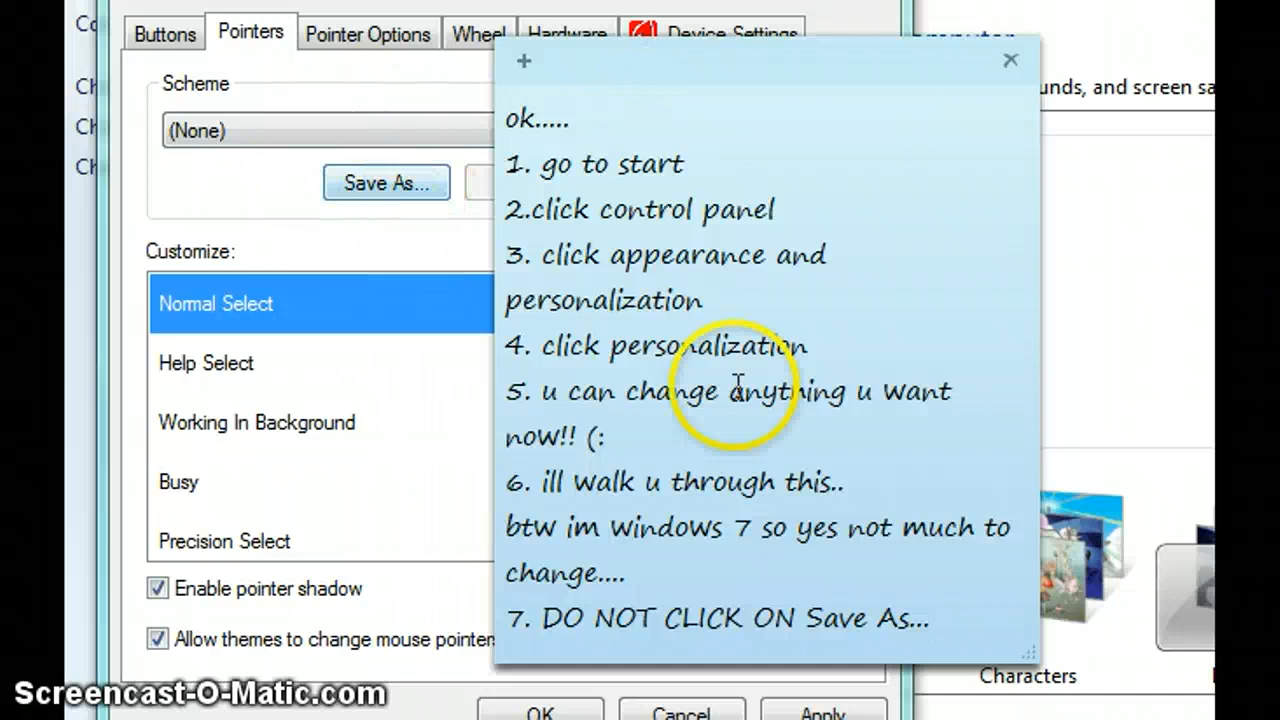 Buttons Pointers Pointer Options Wheel Hardware Device Settings
Scheme
(None)
Save As...
Customize:
Normal Select
Help Select
Working In Background
Busy
Precision Select
Enable pointer shadow
Allow themes to change mouse pointers
OK Cancel Apply
ok.....
1. go to start
2.click control panel
3. click appearance and
personalization
4. click personalization
5. u can change anything u want
now!! (:
6. ill walk u through this..
btw im windows 7 so yes not much to
change....
7. DO NOT CLICK ON Save As...
unds, and screen sa
Characters
Screencast-O-Matic.com